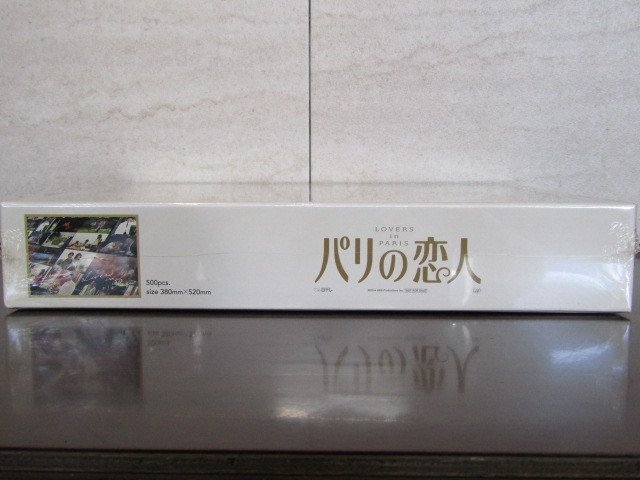 LOVERS
in
PARIS
パリの恋人
500pcs.
size 380mm×520mm